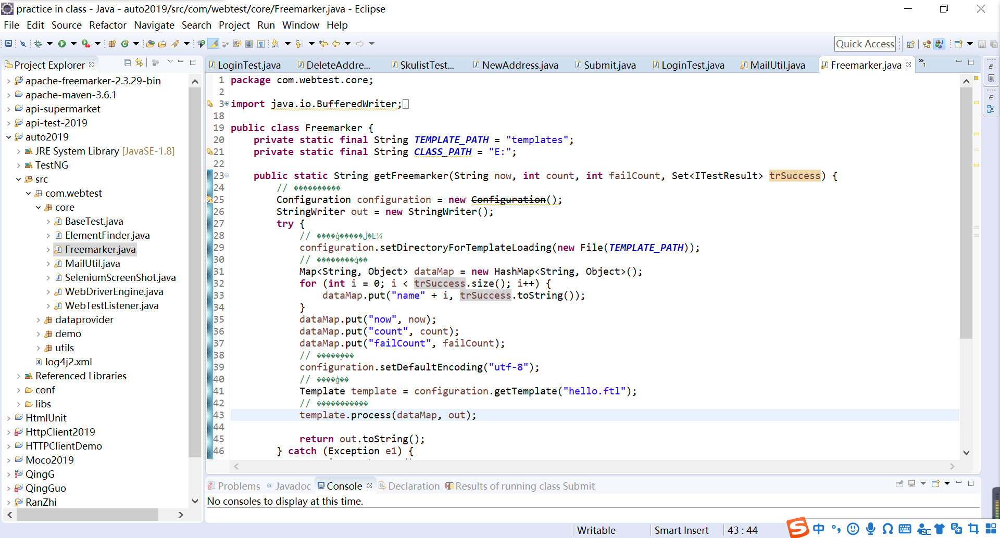 practice in class - Java - auto2019/src/com/webtest/core/Freemarker.java - Eclipse
File Edit Source Refactor Navigate Search Project Run Window Help
Quick Access
Project Explorer
apache-freemarker-2.3.29-bin
apache-maven-3.6.1
api-supermarket
api-test-2019
auto2019
JRE System Library [JavaSE-1.8]
TestNG
src
com.webtest
core
BaseTest.java
ElementFinder.java
Freemarker.java
MailUtil.java
SeleniumScreenShot.java
WebDriverEngine.java
WebTestListener.java
dataprovider
demo
utils
log4j2.xml
Referenced Libraries
conf
libs
HtmlUnit
HttpClient2019
HTTPClientDemo
Moco2019
QingG
QingGuo
RanZhi
LoginTest.java DeleteAddre... SkulistTest... NewAddress.java Submit.java LoginTest.java MailUtil.java Freemarker.java »1
1 package com.webtest.core;
2
3 import java.io.BufferedWriter;
18
19 public class Freemarker {
20 private static final String TEMPLATE_PATH = "templates";
21 private static final String CLASS_PATH = "E:";
22
23 public static String getFreemarker(String now, int count, int failCount, Set<ITestResult> trSuccess) {
24 // ����������
25 Configuration configuration = new Configuration();
26 StringWriter out = new StringWriter();
27 try {
28 //
29 configuration.setDirectoryForTemplateLoading(new File(TEMPLATE_PATH));
30 // ��������ģ��
31 Map<String, Object> dataMap = new HashMap<String, Object>();
32 for (int i = 0; i < trSuccess.size(); i++) {
33 dataMap.put("name" + i, trSuccess.toString());
34 }
35 dataMap.put("now", now);
36 dataMap.put("count", count);
37 dataMap.put("failCount", failCount);
38 //
39 configuration.setDefaultEncoding("utf-8");
40 // ����ģ��
41 Template template = configuration.getTemplate("hello.ftl");
42 // �����������
43 template.process(dataMap, out);
44
45 return out.toString();
46 } catch (Exception e1) {
Problems @ Javadoc Console Declaration Results of running class Submit
No consoles to display at this time.
Writable Smart Insert 43 : 44
中